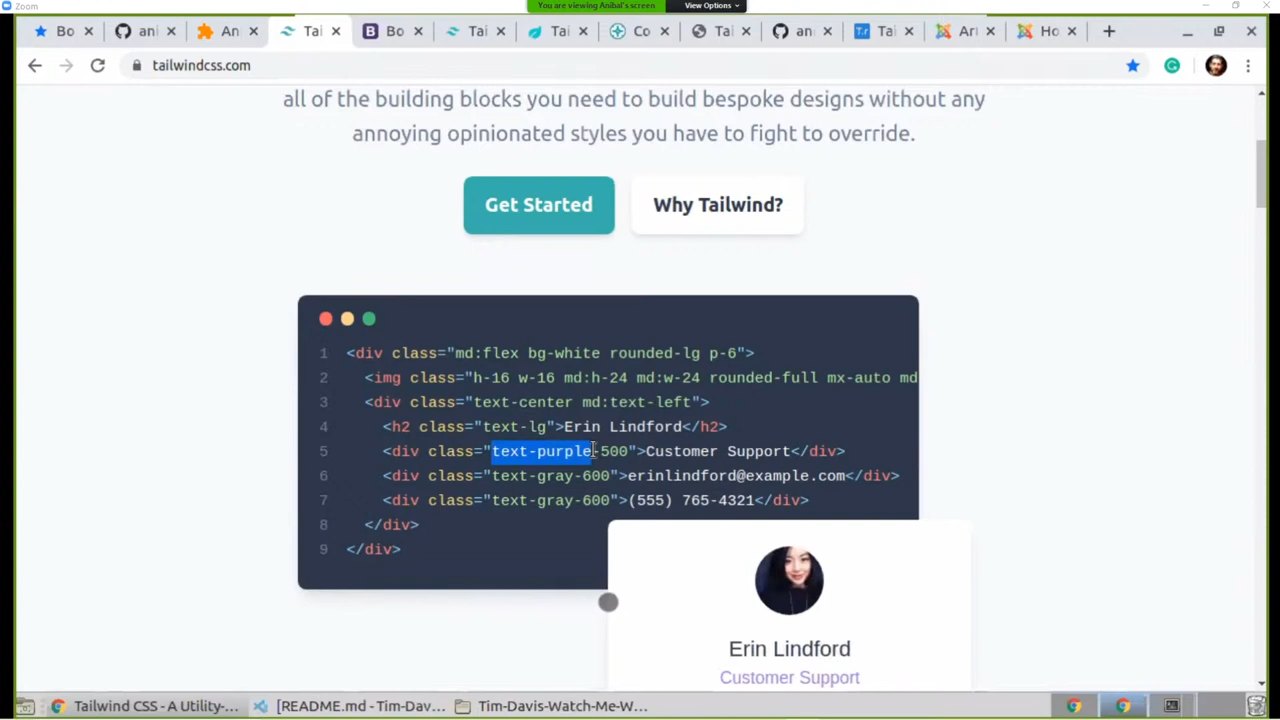 Zoom
You are viewing Anibal's screen
View Options
Bo
ani
An
Tai
Bo
Tai
Tai
Co
Tai
an
Tai
Ar
Ho
tailwindcss.com
all of the building blocks you need to build bespoke designs without any
annoying opinionated styles you have to fight to override.
Get Started
Why Tailwind?
1 <div class="md:flex bg-white rounded-lg p-6">
2 <img class="h-16 w-16 md:h-24 md:w-24 rounded-full mx-auto md
3 <div class="text-center md:text-left">
4 <h2 class="text-lg">Erin Lindford</h2>
5 <div class="text-purple-500">Customer Support</div>
6 <div class="text-gray-600">erinlindford@example.com</div>
7 <div class="text-gray-600">(555) 765-4321</div>
8 </div>
9 </div>
Erin Lindford
Customer Support
Tailwind CSS - A Utility-...
[README.md - Tim-Dav...
Tim-Davis-Watch-Me-W...